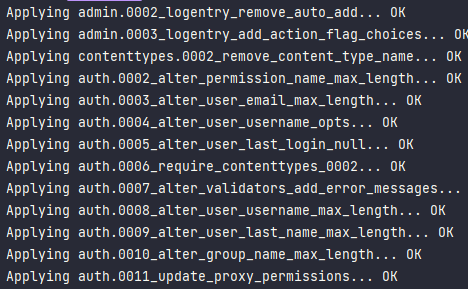 Applying admin.0002_logentry_remove_auto_add... OK
Applying admin.0003_logentry_add_action_flag_choices... OK
Applying contenttypes.0002_remove_content_type_name... OK
Applying auth.0002_alter_permission_name_max_length... OK
Applying auth.0003_alter_user_email_max_length... OK
Applying auth.0004_alter_user_username_opts... OK
Applying auth.0005_alter_user_last_login_null... OK
Applying auth.0006_require_contenttypes_0002... OK
Applying auth.0007_alter_validators_add_error_messages...
Applying auth.0008_alter_user_username_max_length... OK
Applying auth.0009_alter_user_last_name_max_length... OK
Applying auth.0010_alter_group_name_max_length... OK
Applying auth.0011_update_proxy_permissions... OK